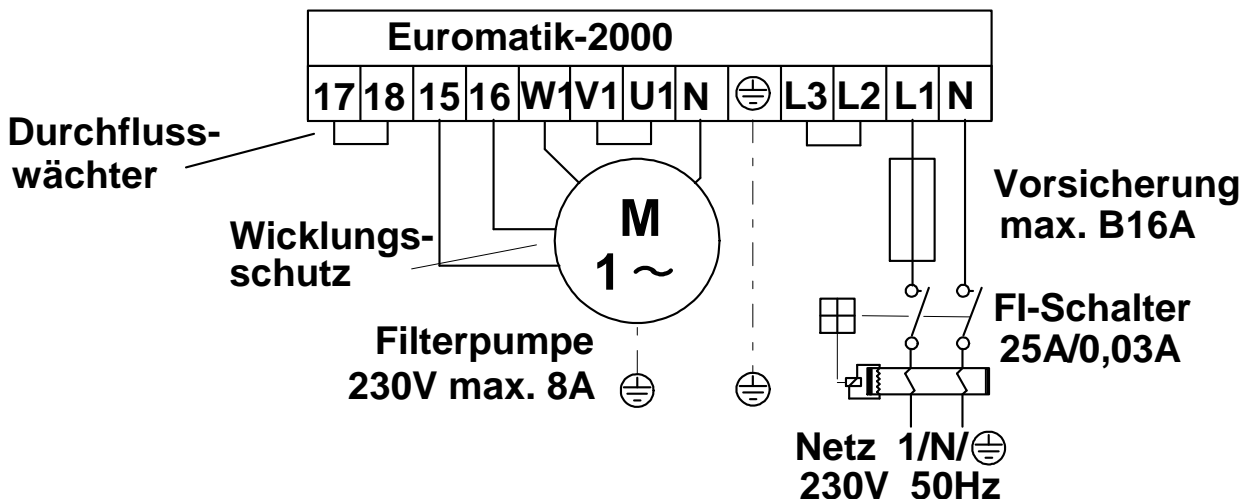 Euromatik-2000
17 18 15 16 W1 V1 U1 N L3 L2 L1 N
Durchfluss-
wächter
Wicklungs-
schutz
M
1 ~
Filterpumpe
230V max. 8A
Vorsicherung
max. B16A
FI-Schalter
25A/0,03A
Netz 1/N/⏚
230V 50Hz